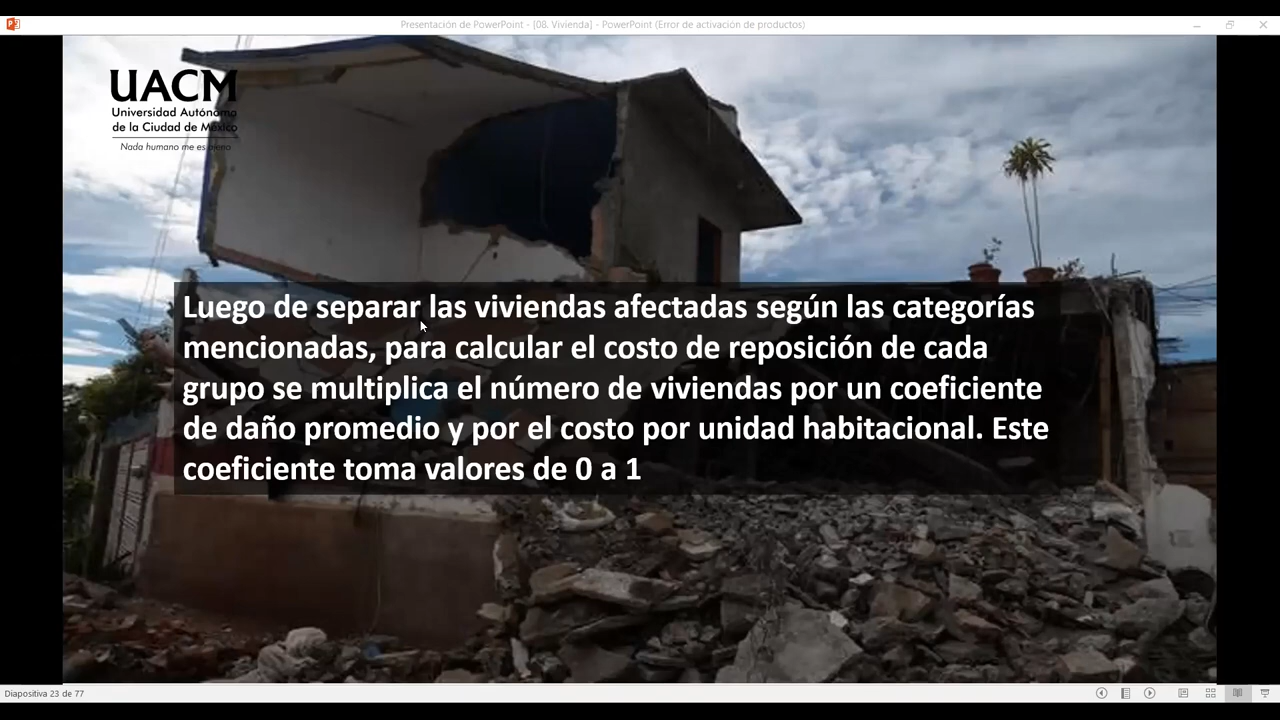 Presentación de PowerPoint - [08. Vivienda] - PowerPoint (Error de activación de productos)
UACM
Universidad Autónoma
de la Ciudad de México
Nada humano me es ajeno
Luego de separar las viviendas afectadas según las categorías
mencionadas, para calcular el costo de reposición de cada
grupo se multiplica el número de viviendas por un coeficiente
de daño promedio y por el costo por unidad habitacional. Este
coeficiente toma valores de 0 a 1
Diapositiva 23 de 77